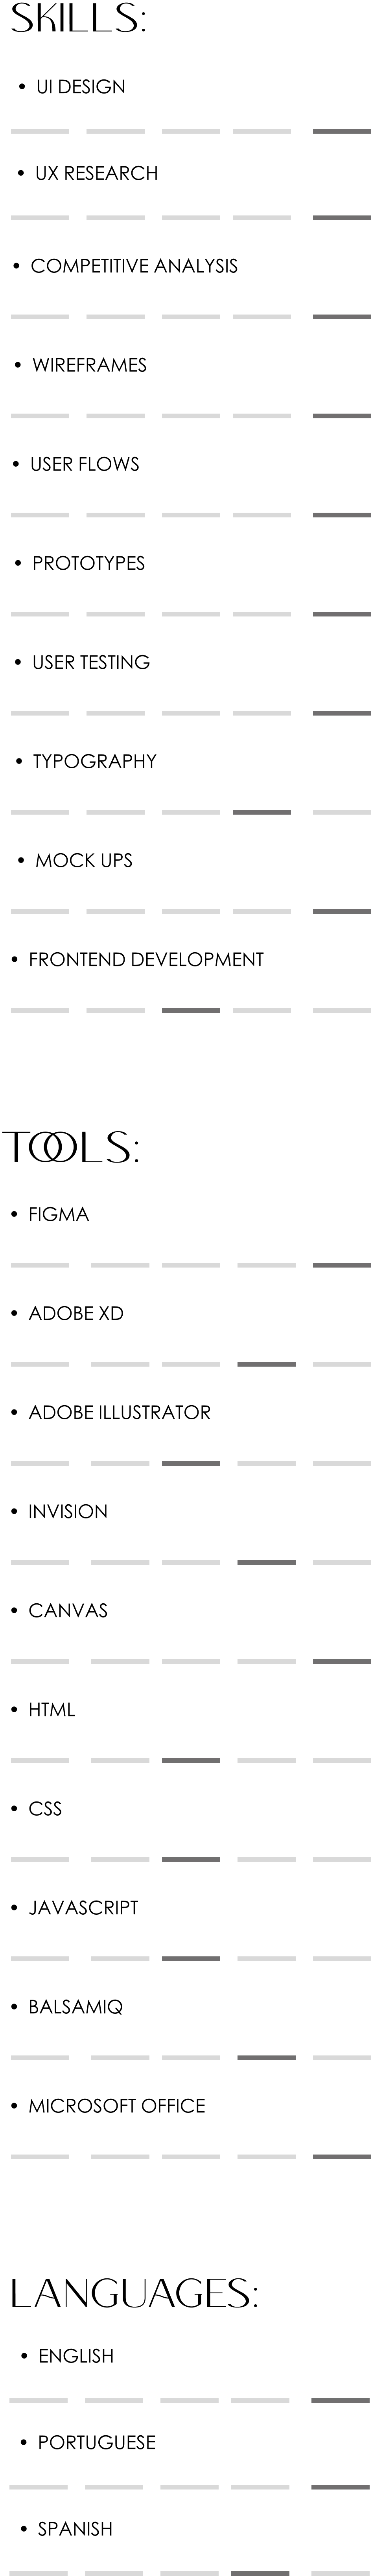 SKILLS:
• UI DESIGN
• UX RESEARCH
• COMPETITIVE ANALYSIS
• WIREFRAMES
• USER FLOWS
• PROTOTYPES
• USER TESTING
• TYPOGRAPHY
• MOCK UPS
• FRONTEND DEVELOPMENT
TOOLS:
• FIGMA
• ADOBE XD
• ADOBE ILLUSTRATOR
• INVISION
• CANVAS
• HTML
• CSS
• JAVASCRIPT
• BALSAMIQ
• MICROSOFT OFFICE
LANGUAGES:
• ENGLISH
• PORTUGUESE
• SPANISH